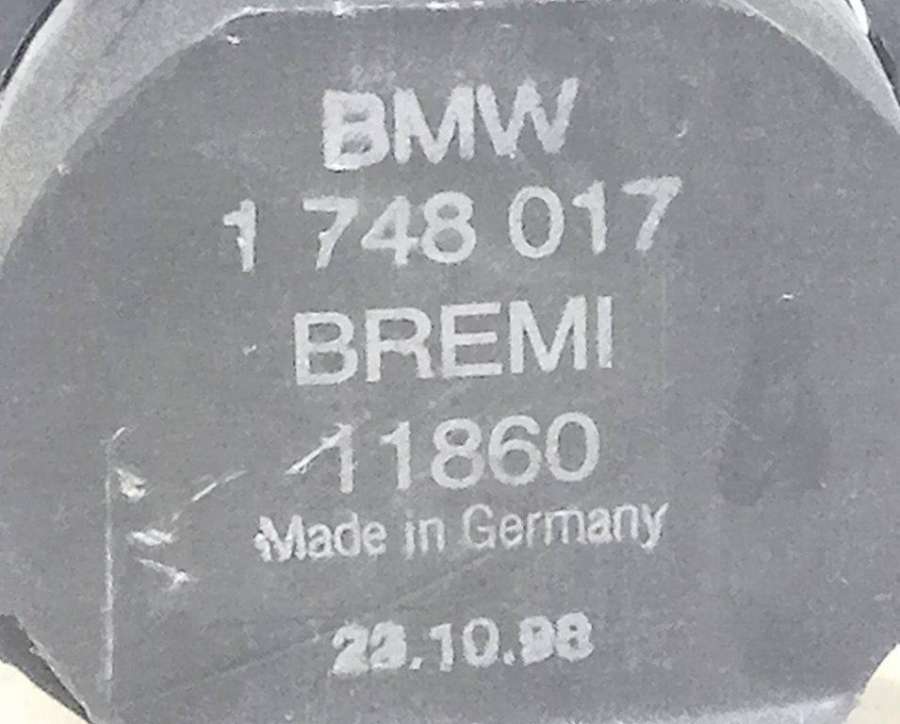 BMW
1 748 017
BREMI
11860
Made in Germany
23.10.98